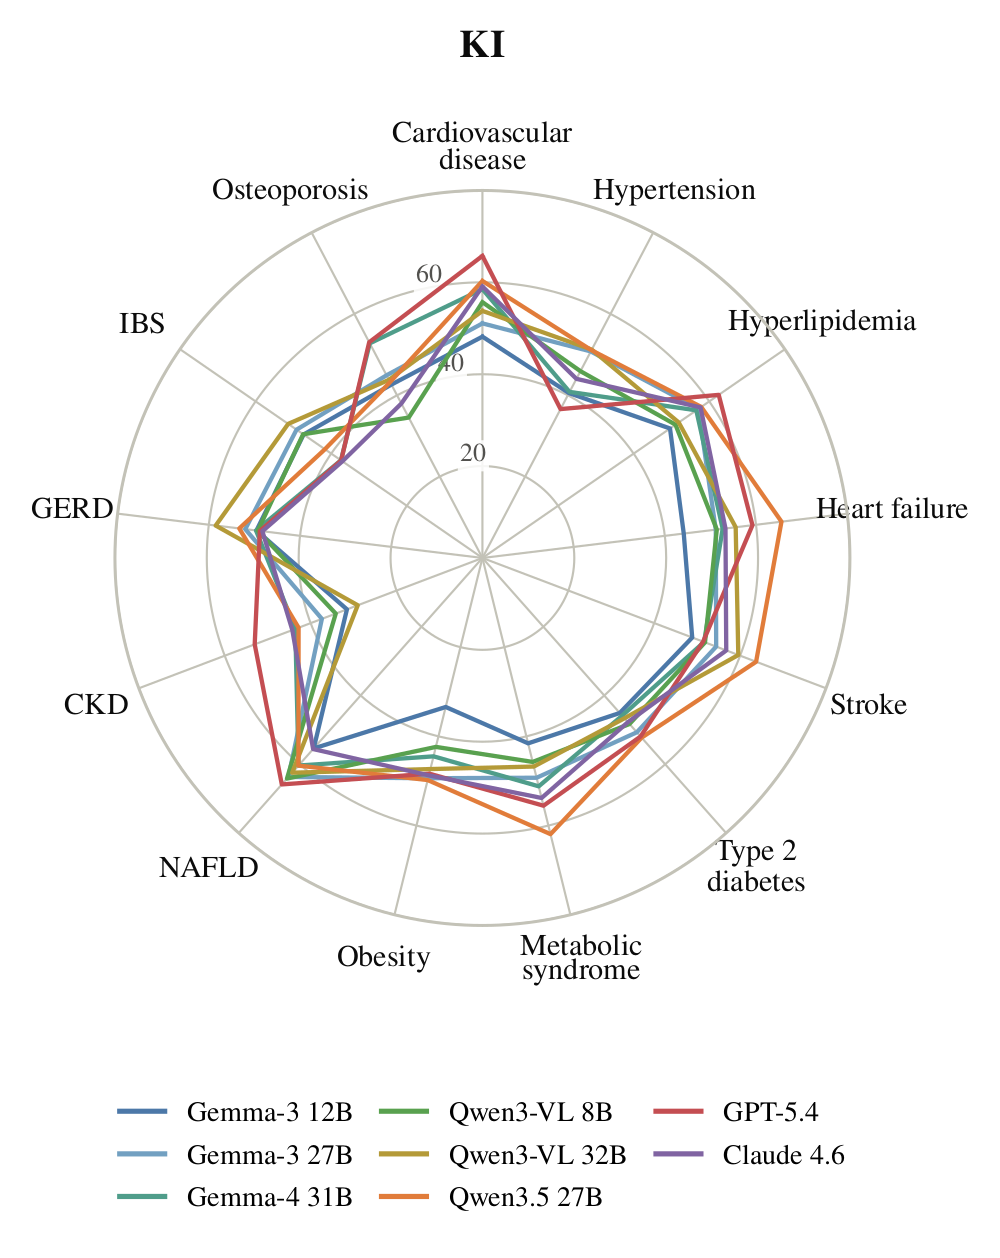 KI
Cardiovascular
disease
Osteoporosis
Hypertension
60
IBS
Hyperlipidemia
40
20
GERD
Heart failure
CKD
Stroke
NAFLD
Type 2
diabetes
Obesity
Metabolic
syndrome
Gemma-3 12B
Qwen3-VL 8B
GPT-5.4
Gemma-3 27B
Qwen3-VL 32B
Claude 4.6
Gemma-4 31B
Qwen3.5 27B